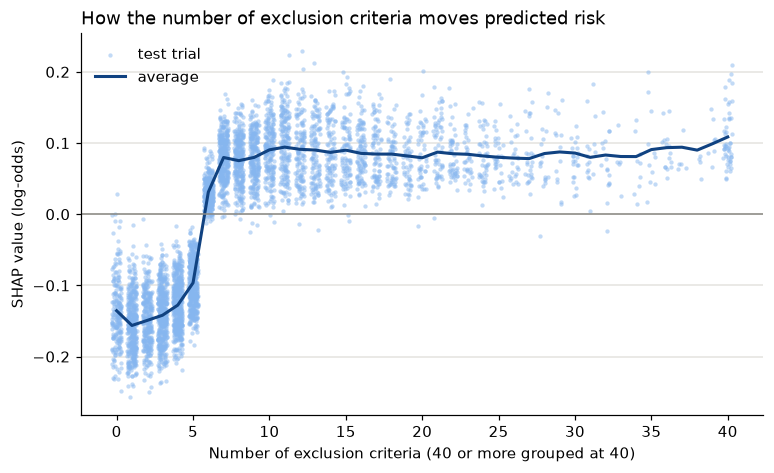 How the number of exclusion criteria moves predicted risk
test trial
average
SHAP value (log-odds)
0.2
0.1
0.0
−0.1
−0.2
0 5 10 15 20 25 30 35 40
Number of exclusion criteria (40 or more grouped at 40)